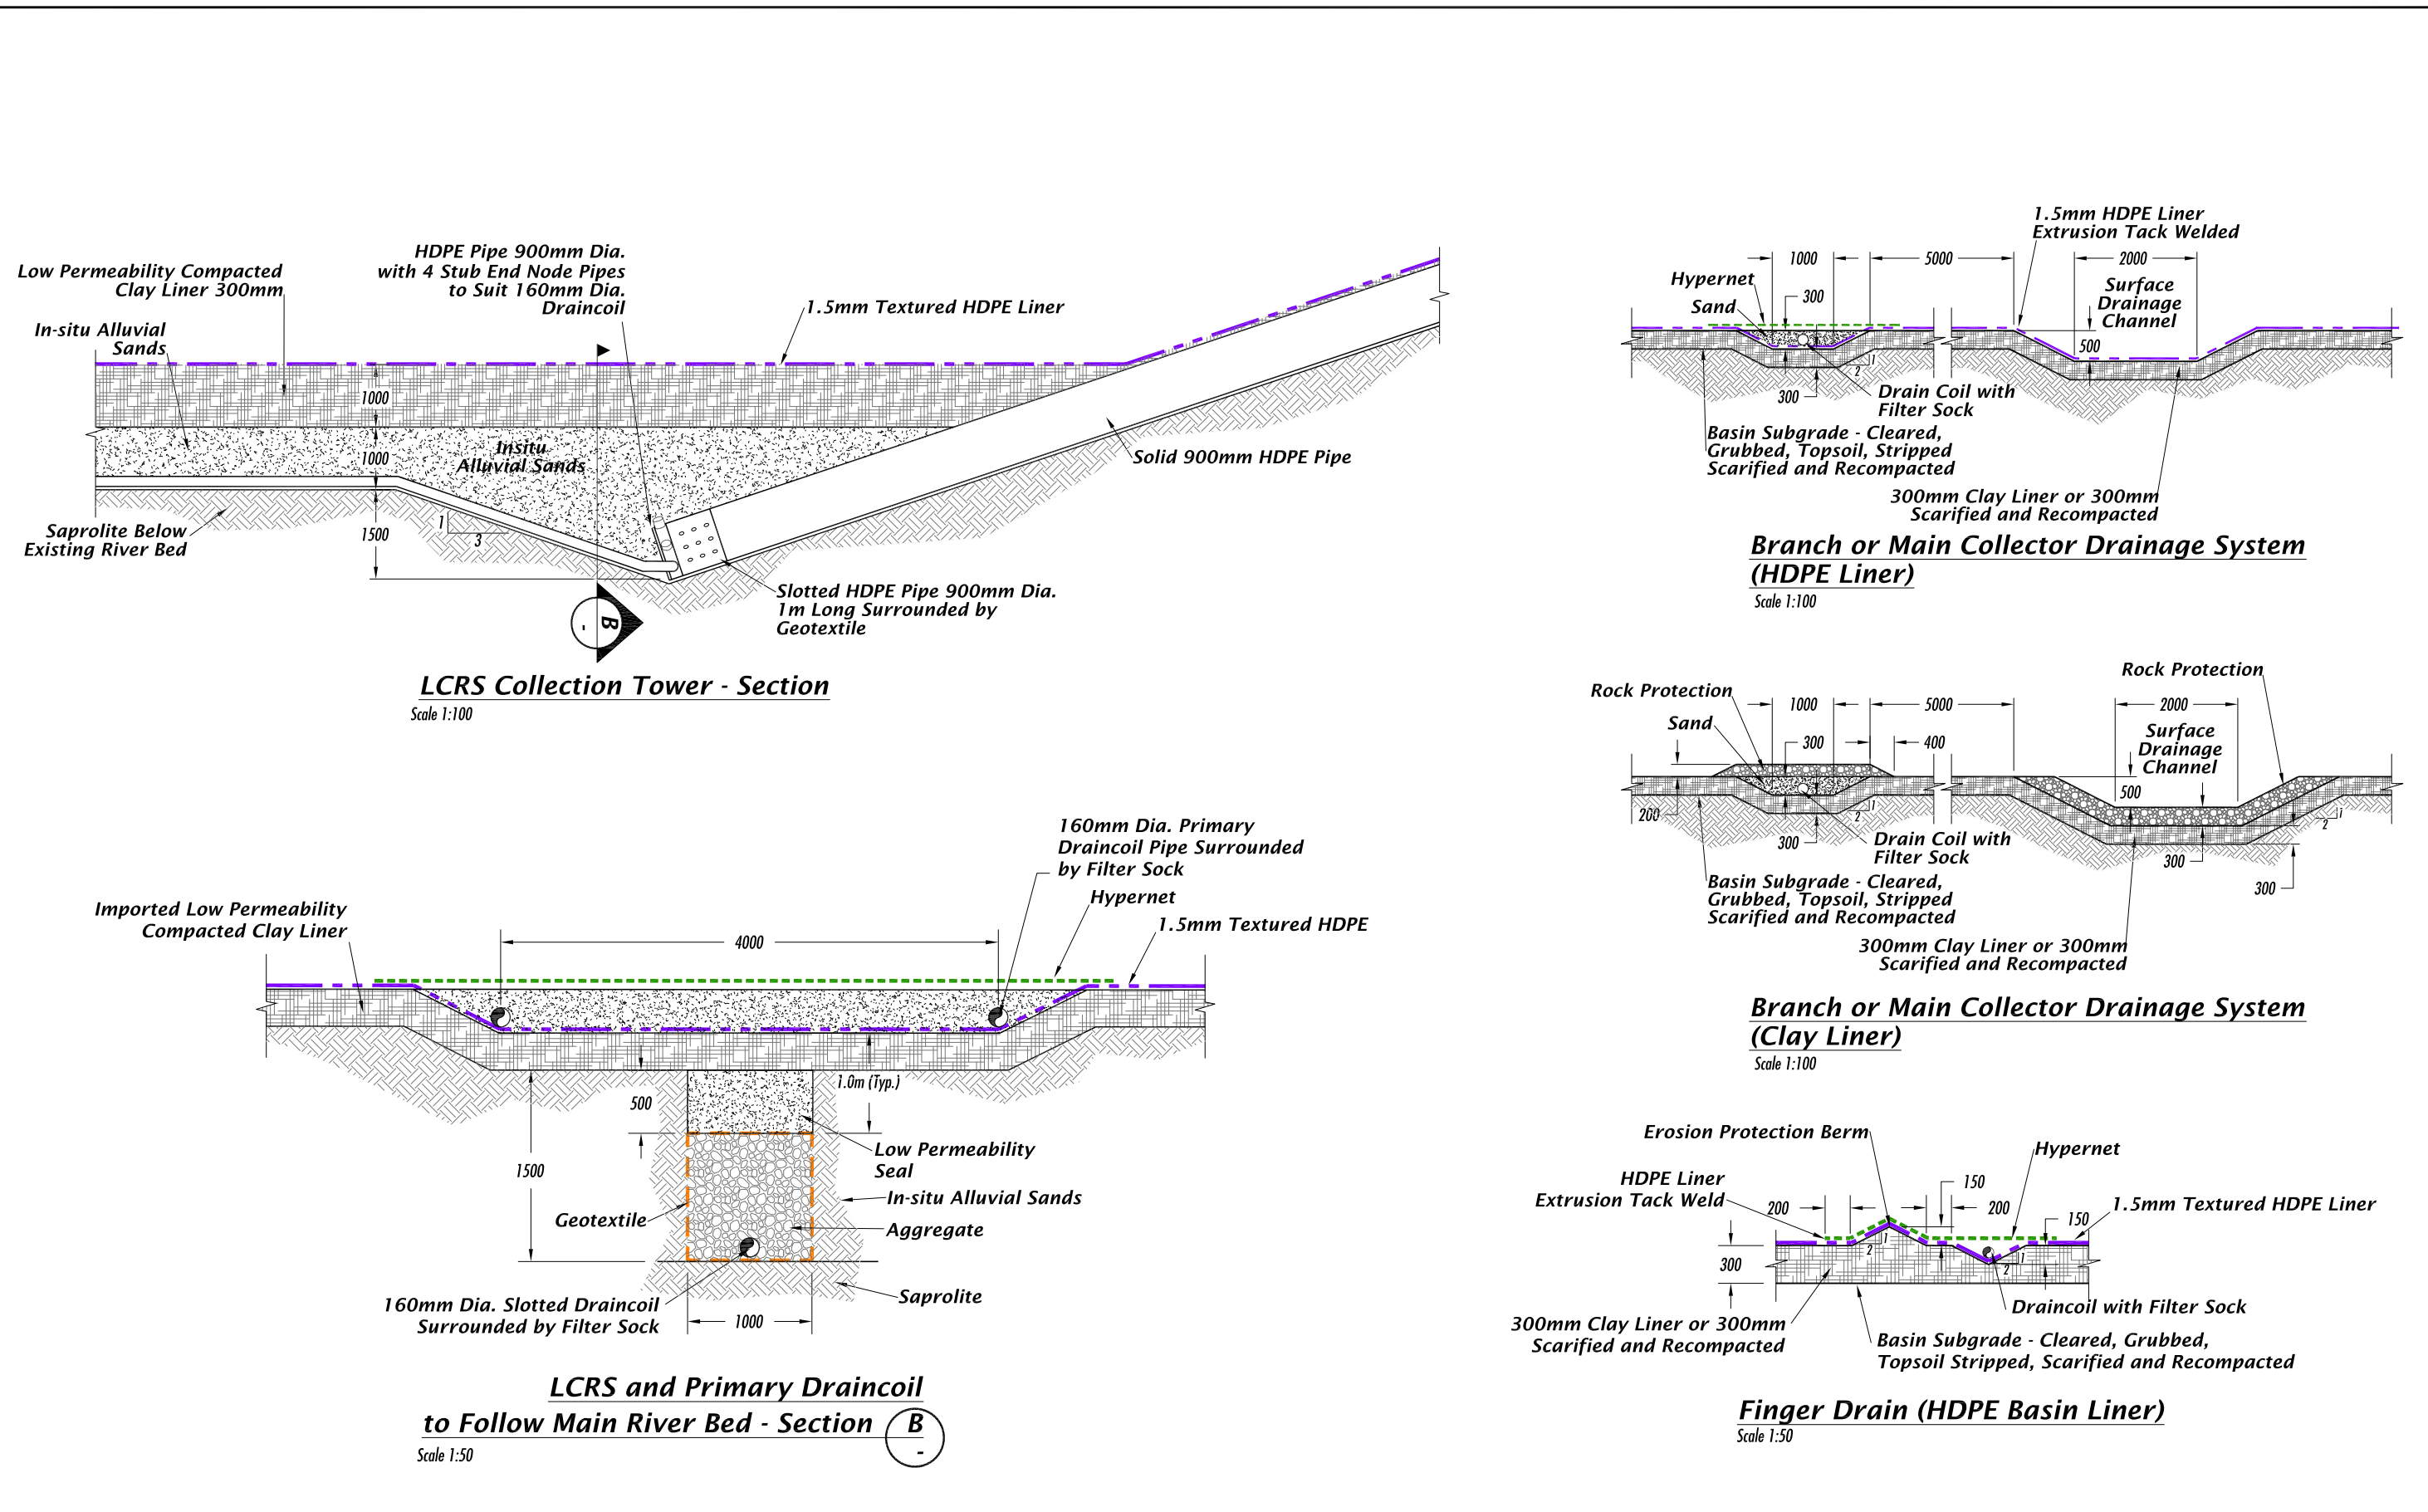 HDPE Pipe 900mm Dia.
with 4 Stub End Node Pipes
to Suit 160mm Dia.
Draincoil
Low Permeability Compacted
Clay Liner 300mm
In-situ Alluvial
Sands
1.5mm Textured HDPE Liner
1000
1000
Insitu
Alluvial Sands
Solid 900mm HDPE Pipe
Saprolite Below
Existing River Bed
1
3
1500
Slotted HDPE Pipe 900mm Dia.
1m Long Surrounded by
Geotextile
B
-
LCRS Collection Tower - Section
Scale 1:100
160mm Dia. Primary
Draincoil Pipe Surrounded
by Filter Sock
Hypernet
1.5mm Textured HDPE
Imported Low Permeability
Compacted Clay Liner
4000
1.0m (Typ.)
500
1500
Low Permeability
Seal
In-situ Alluvial Sands
Aggregate
Geotextile
Saprolite
160mm Dia. Slotted Draincoil
Surrounded by Filter Sock
1000
LCRS and Primary Draincoil
to Follow Main River Bed - Section
B
-
Scale 1:50
1.5mm HDPE Liner
Extrusion Tack Welded
1000
5000
2000
Hypernet
Sand
300
Surface
Drainage
Channel
500
1
2
300
Drain Coil with
Filter Sock
Basin Subgrade - Cleared,
Grubbed, Topsoil, Stripped
Scarified and Recompacted
300mm Clay Liner or 300mm
Scarified and Recompacted
Branch or Main Collector Drainage System
(HDPE Liner)
Scale 1:100
Rock Protection
Rock Protection
1000
5000
2000
Sand
300
400
Surface
Drainage
Channel
500
200
1
2
1
2
300
Drain Coil with
Filter Sock
300
300
Basin Subgrade - Cleared,
Grubbed, Topsoil, Stripped
Scarified and Recompacted
300mm Clay Liner or 300mm
Scarified and Recompacted
Branch or Main Collector Drainage System
(Clay Liner)
Scale 1:100
Erosion Protection Berm
Hypernet
HDPE Liner
Extrusion Tack Weld
150
200
200
1.5mm Textured HDPE Liner
150
1
2
1
2
300
Draincoil with Filter Sock
300mm Clay Liner or 300mm
Scarified and Recompacted
Basin Subgrade - Cleared, Grubbed,
Topsoil Stripped, Scarified and Recompacted
Finger Drain (HDPE Basin Liner)
Scale 1:50